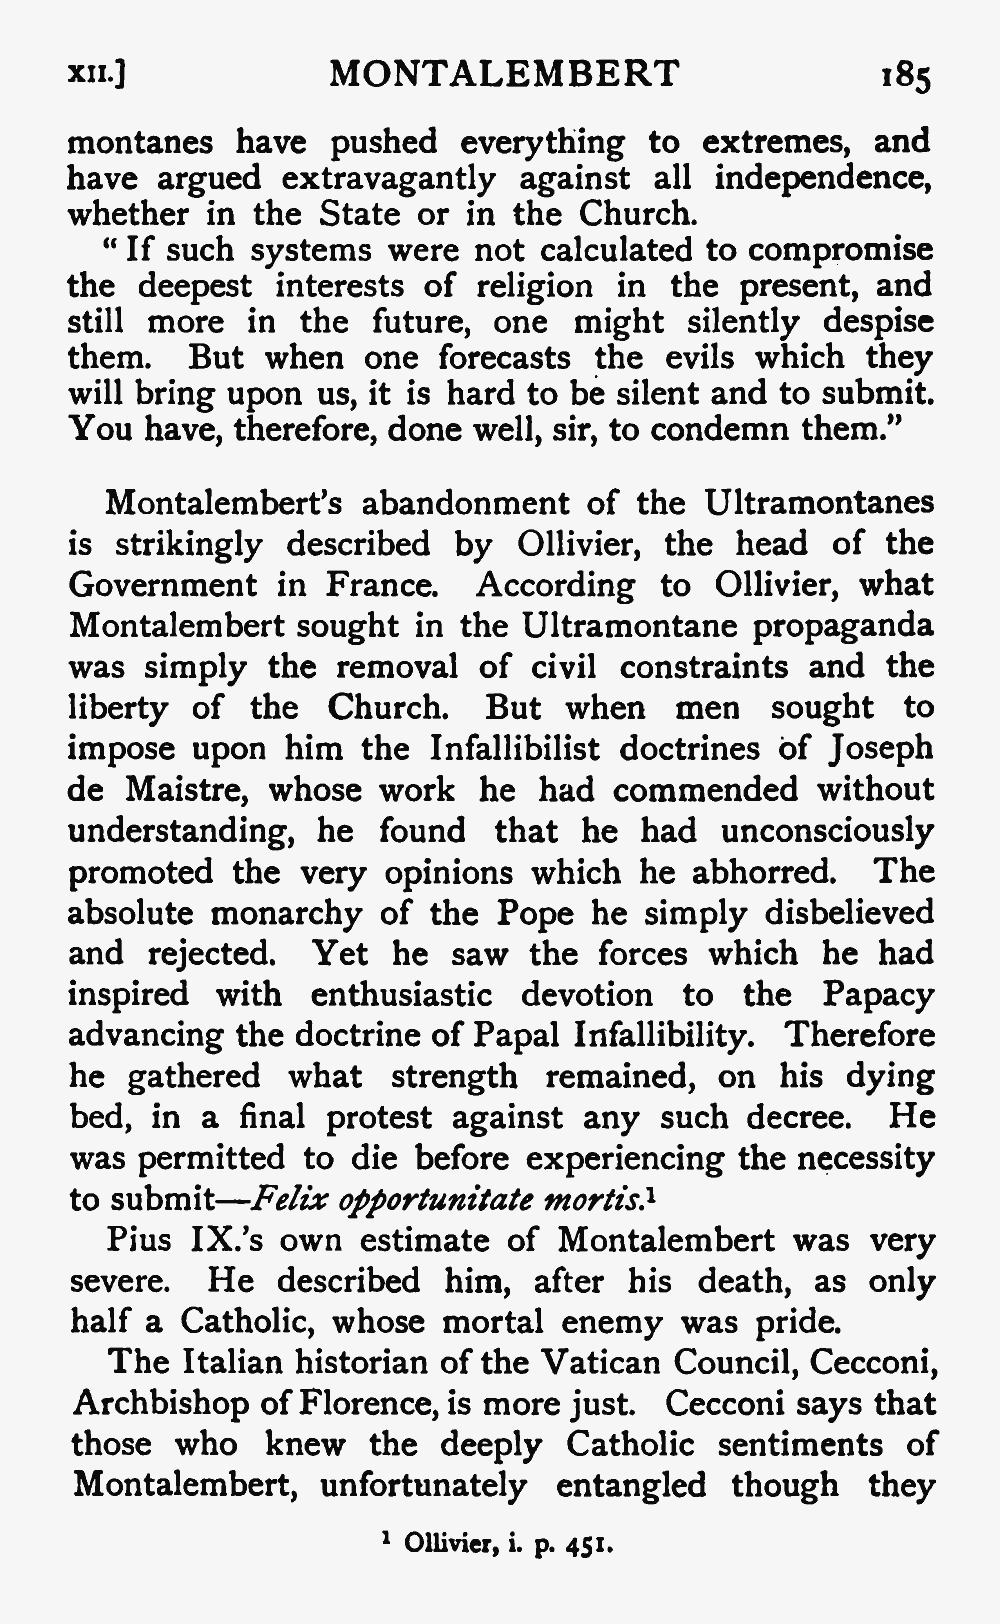 XII.] MONTALEMBERT 185
montanes have pushed everything to extremes, and
have argued extravagantly against all independence,
whether in the State or in the Church.
“If such systems were not calculated to compromise
the deepest interests of religion in the present, and
still more in the future, one might silently despise
them. But when one forecasts the evils which they
will bring upon us, it is hard to be silent and to submit.
You have, therefore, done well, sir, to condemn them.”
Montalembert’s abandonment of the Ultramontanes
is strikingly described by Ollivier, the head of the
Government in France. According to Ollivier, what
Montalembert sought in the Ultramontane propaganda
was simply the removal of civil constraints and the
liberty of the Church. But when men sought to
impose upon him the Infallibilist doctrines of Joseph
de Maistre, whose work he had commended without
understanding, he found that he had unconsciously
promoted the very opinions which he abhorred. The
absolute monarchy of the Pope he simply disbelieved
and rejected. Yet he saw the forces which he had
inspired with enthusiastic devotion to the Papacy
advancing the doctrine of Papal Infallibility. Therefore
he gathered what strength remained, on his dying
bed, in a final protest against any such decree. He
was permitted to die before experiencing the necessity
to submit—Felix opportunitate mortis.¹
Pius IX.’s own estimate of Montalembert was very
severe. He described him, after his death, as only
half a Catholic, whose mortal enemy was pride.
The Italian historian of the Vatican Council, Cecconi,
Archbishop of Florence, is more just. Cecconi says that
those who knew the deeply Catholic sentiments of
Montalembert, unfortunately entangled though they
¹ Ollivier, i. p. 451.